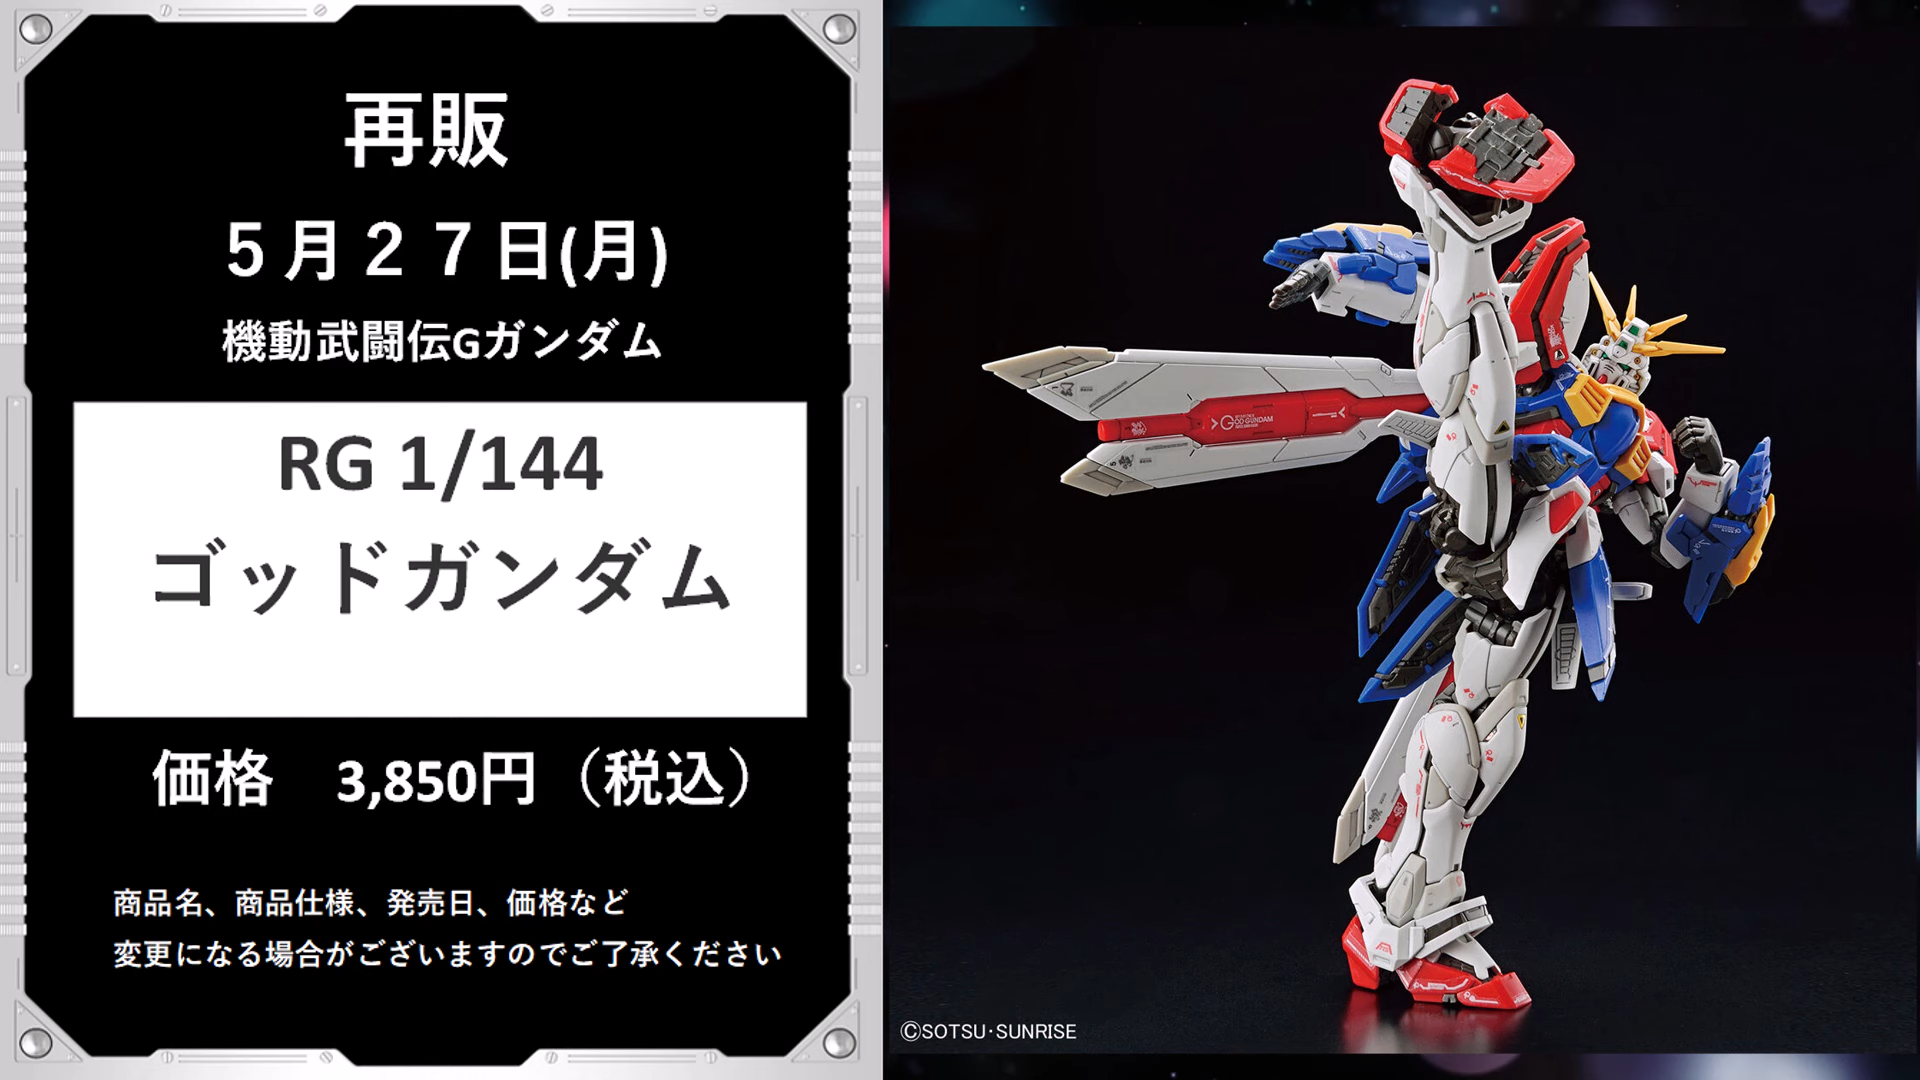 再販
５月２７日(月)
機動武闘伝Gガンダム
RG 1/144
ゴッドガンダム
価格　3,850円（税込）
商品名、商品仕様、発売日、価格など
変更になる場合がございますのでご了承ください
GOD GUNDAM
©SOTSU・SUNRISE